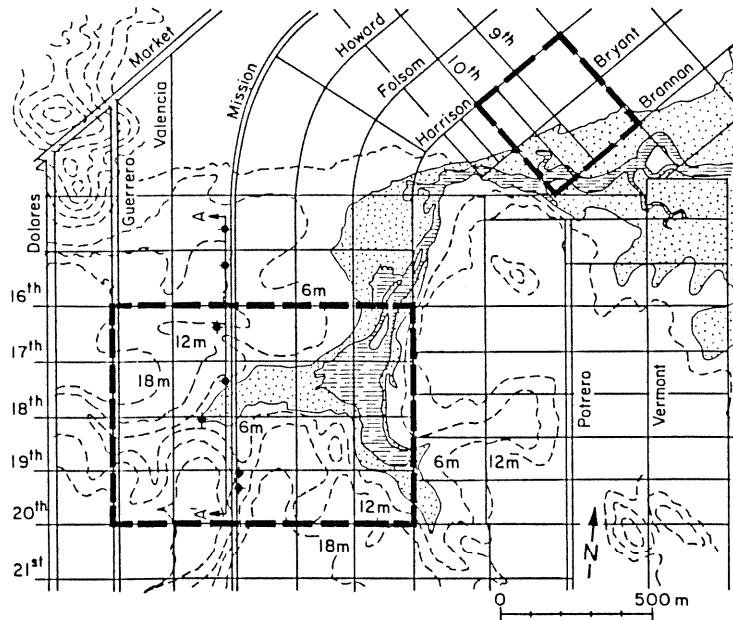 Market
Mission
Howard
Folsom
Harrison
10th
9th
Bryant
Brannan
Valencia
Guerrero
Dolores
A
16th
6m
12m
17th
18m
18th
6m
Potrero
Vermont
19th
6m
12m
20th
A
12m
18m
21st
N
0 500 m